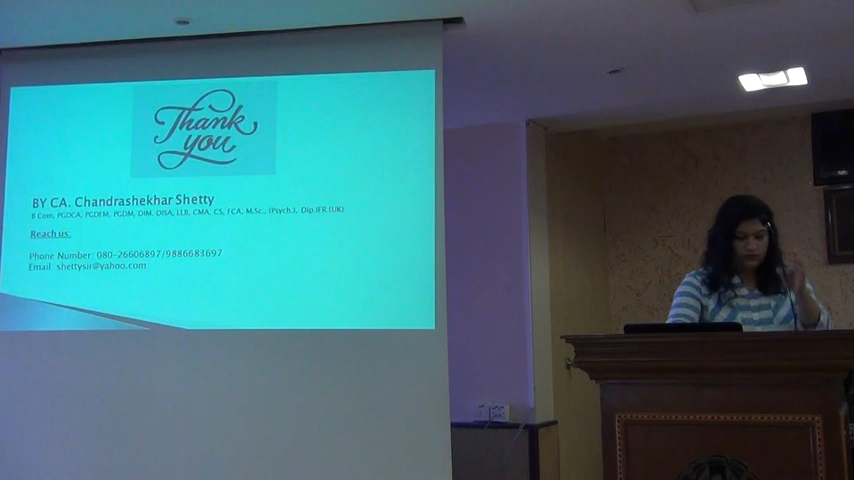 Thank
you
BY CA. Chandrashekhar Shetty
B Com, PGDCA, PGDFM, PGDM, DIM, DISA, LLB, CMA, CS, FCA, M.Sc., (Psych.), Dip.IFR (UK)
Reach us:
Phone Number: 080-26606897/9886683697
Email: shettysir@yahoo.com